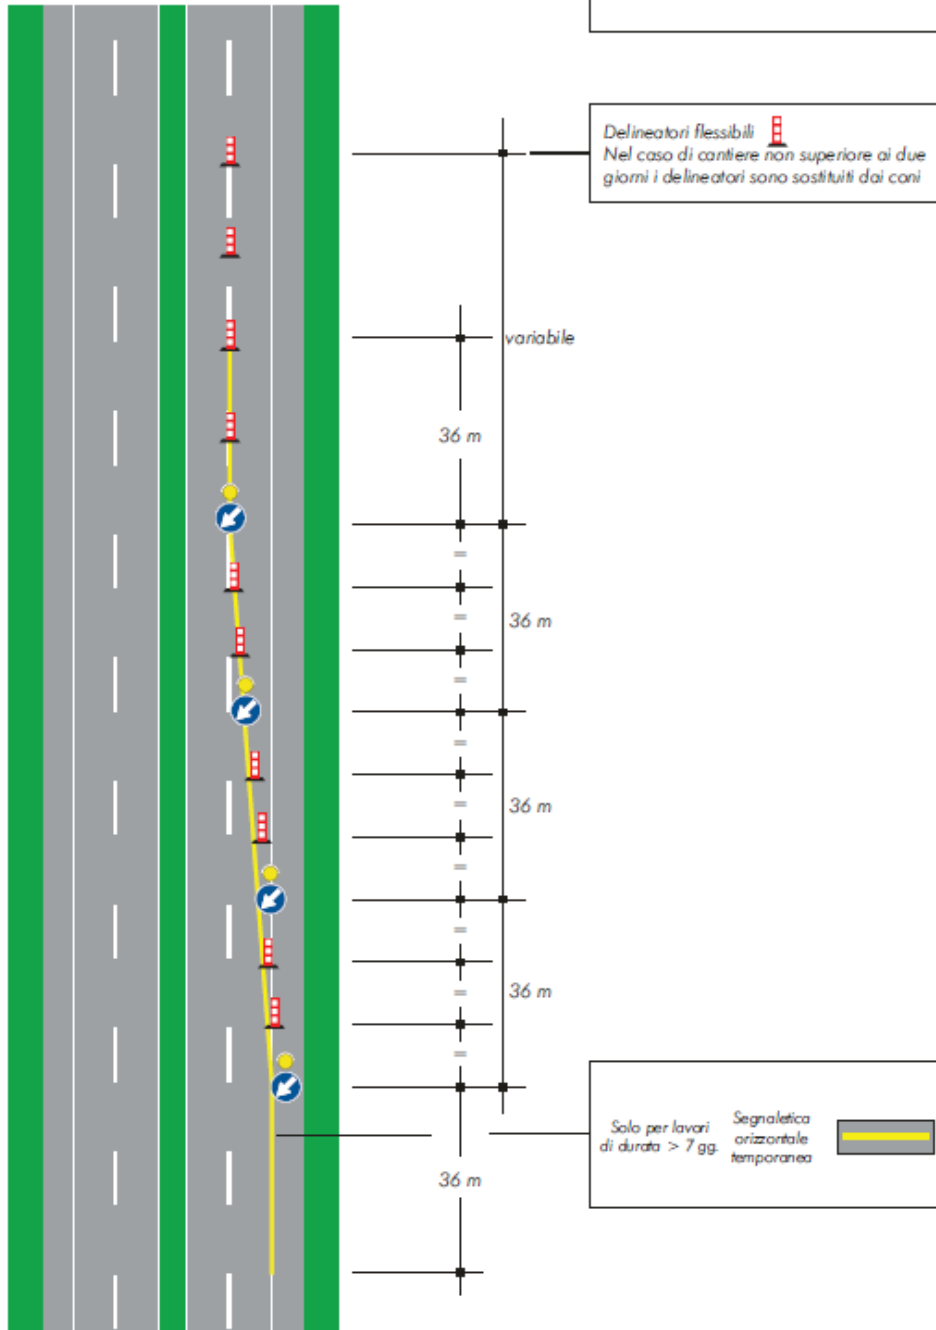 Delineatori flessibili
Nel caso di cantiere non superiore ai due
giorni i delineatori sono sostituiti dai coni
variabile
36 m
36 m
36 m
36 m
Solo per lavori
di durata > 7 gg.
Segnaletica
orizzontale
temporanea
36 m